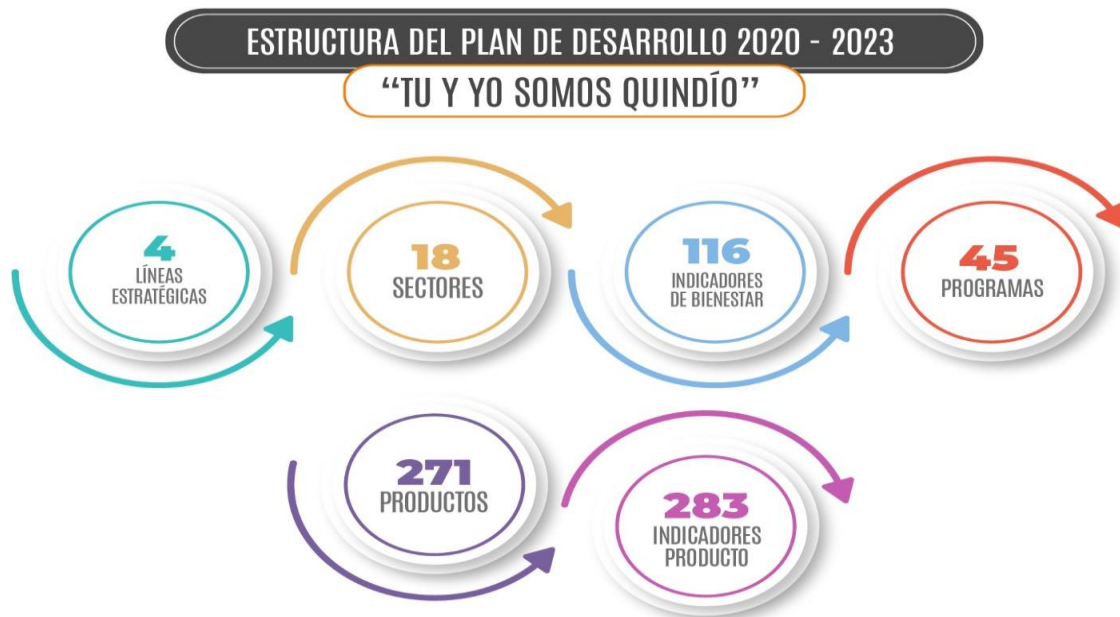 ESTRUCTURA DEL PLAN DE DESARROLLO 2020 - 2023
“TU Y YO SOMOS QUINDÍO”
4
LÍNEAS
ESTRATÉGICAS
18
SECTORES
116
INDICADORES
DE BIENESTAR
45
PROGRAMAS
271
PRODUCTOS
283
INDICADORES
PRODUCTO